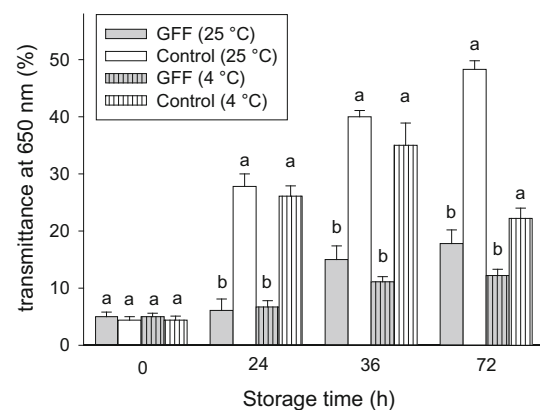 GFF (25 °C)
Control (25 °C)
GFF (4 °C)
Control (4 °C)
transmittance at 650 nm (%)
50
40
30
20
10
0
a a a a
b a b a
b a b a
b a b a
0 24 36 72
Storage time (h)